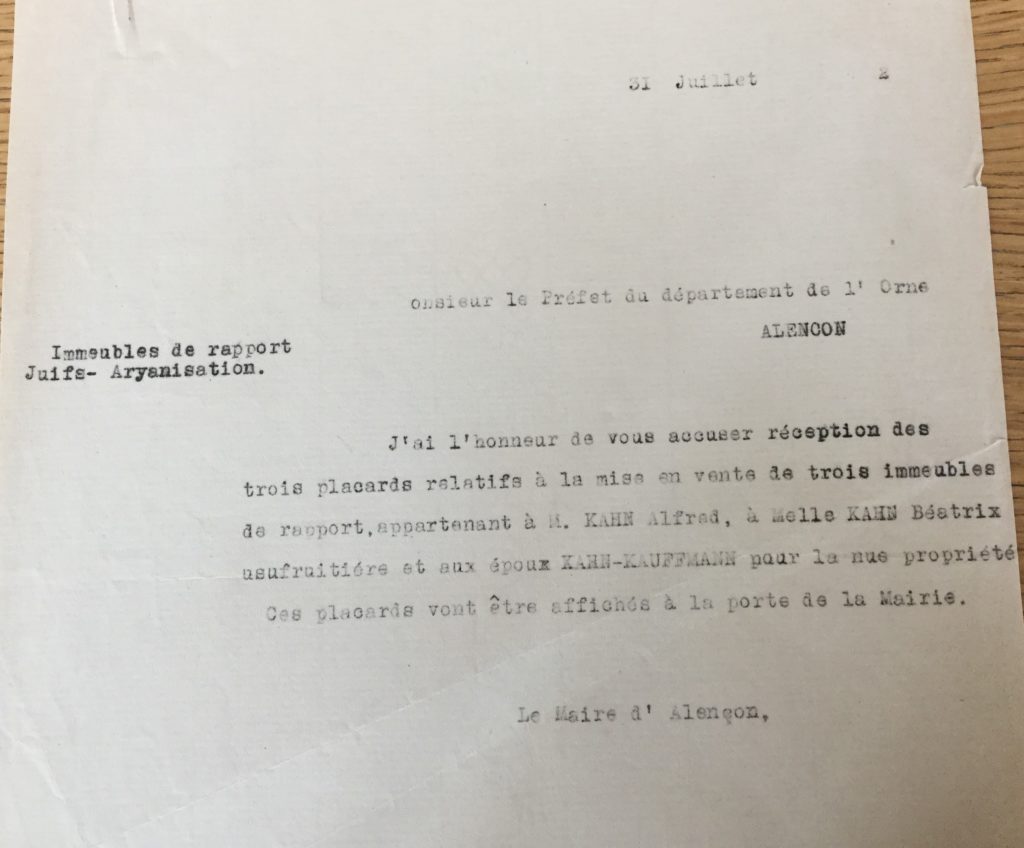 31 Juillet 2
onsieur le Préfet du département de l' Orne
ALENCON
Immeubles de rapport
Juifs- Aryanisation.
J'ai l'honneur de vous accuser réception des
trois placards relatifs à la mise en vente de trois immeubles
de rapport,appartenant à M. KAHN Alfred, à Melle KAHN Béatrix
usufruitiére et aux époux KAHN-KAUFFMANN pour la nue propriété
Ces placards vont être affichés à la porte de la Mairie.
Le Maire d' Alençon,